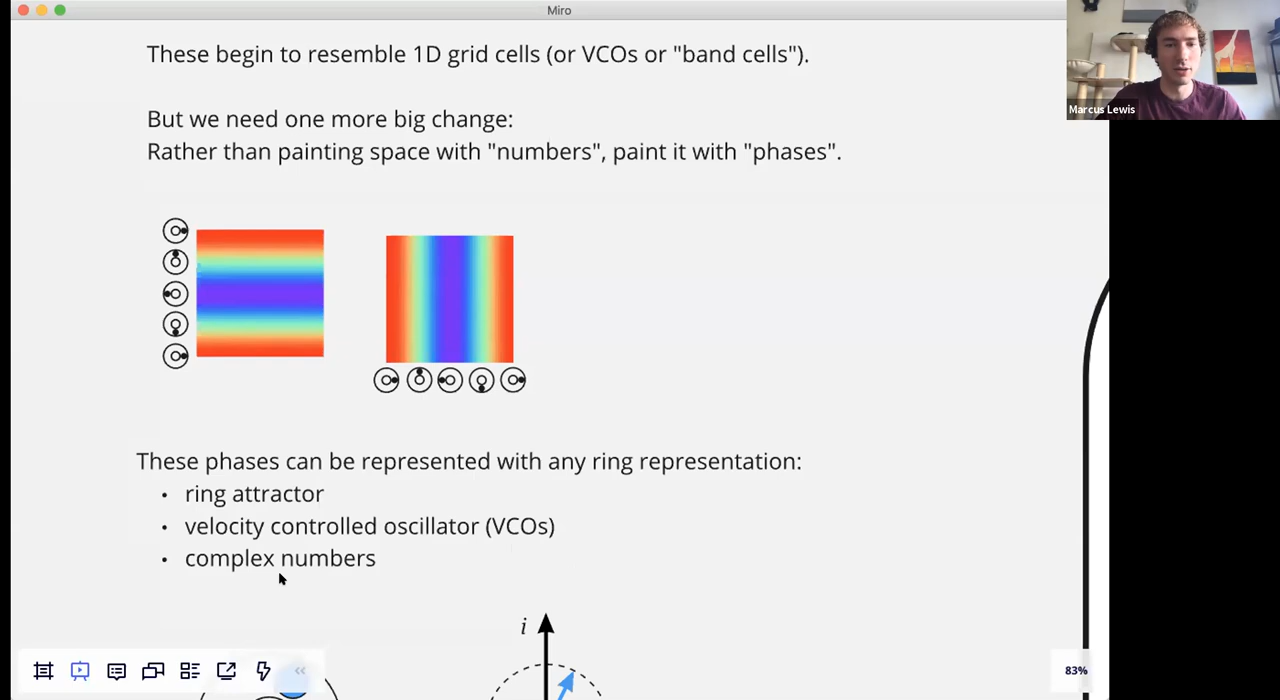 Miro
These begin to resemble 1D grid cells (or VCOs or "band cells").
But we need one more big change:
Rather than painting space with "numbers", paint it with "phases".
Marcus Lewis
These phases can be represented with any ring representation:
• ring attractor
• velocity controlled oscillator (VCOs)
• complex numbers
i
83%